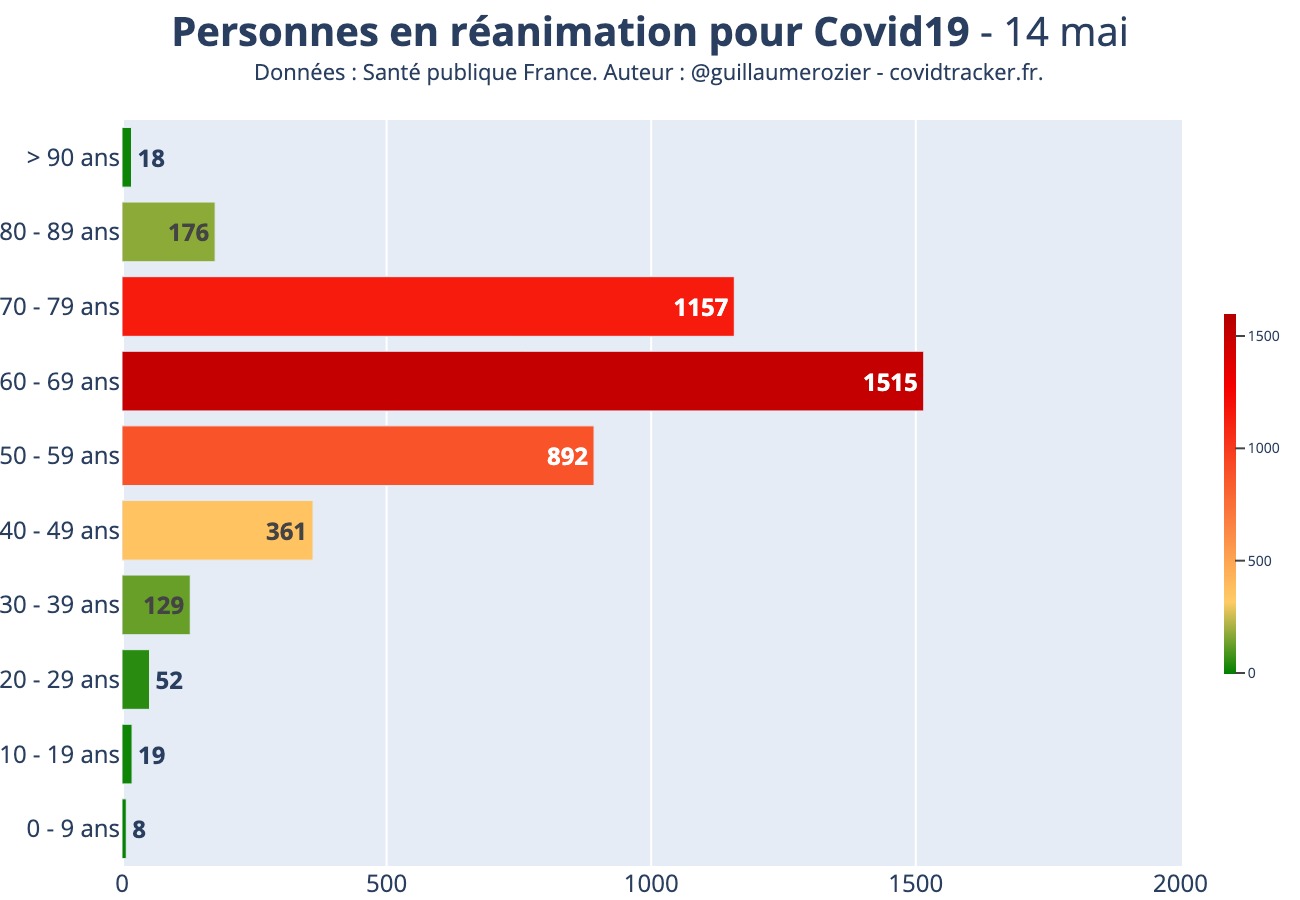 Personnes en réanimation pour Covid19 - 14 mai
Données : Santé publique France. Auteur : @guillaumerozier - covidtracker.fr.
> 90 ans 18
80 - 89 ans 176
70 - 79 ans 1157
60 - 69 ans 1515
50 - 59 ans 892
40 - 49 ans 361
30 - 39 ans 129
20 - 29 ans 52
10 - 19 ans 19
0 - 9 ans 8
0 500 1000 1500 2000
1500
1000
500
0